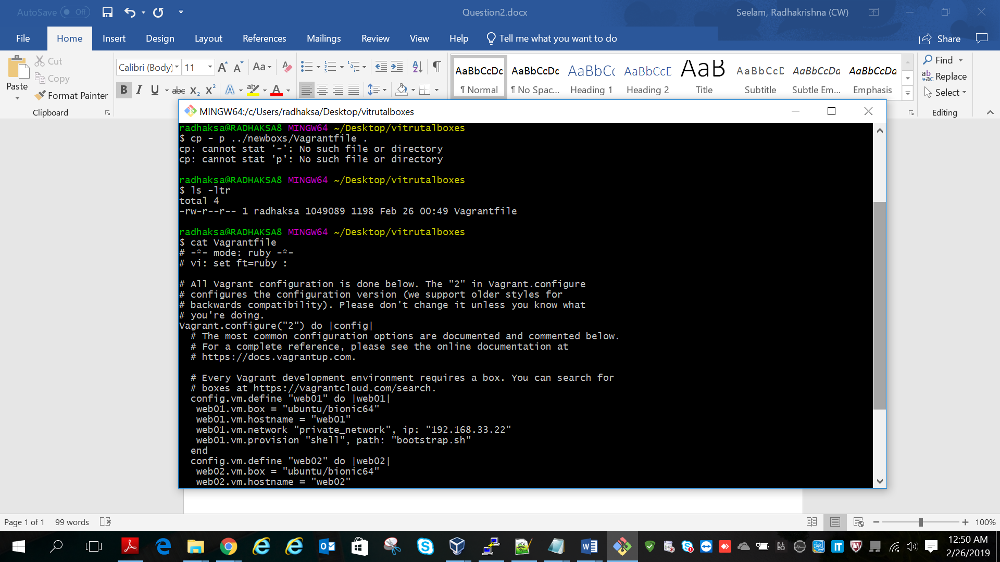 AutoSave Off
Question2.docx
Seelam, Radhakrishna (CW)
File Home Insert Design Layout References Mailings Review View Help Tell me what you want to do
Share
Paste
Cut
Copy
Format Painter
Clipboard
Calibri (Body) 11
AaBbCcDc AaBbCcDc AaBbCc AaBbCcD AaB AaBbCcD AaBbCcDa AaBbCcDa
¶ Normal ¶ No Spac... Heading 1 Heading 2 Title Subtitle Subtle Em... Emphasis
Find
Replace
Select
Editing
MINGW64:/c/Users/radhaksa/Desktop/vitrutalboxes
radhaksa@RADHAKSA8 MINGW64 ~/Desktop/vitrutalboxes
$ cp - p ../newboxs/Vagrantfile .
cp: cannot stat '-': No such file or directory
cp: cannot stat 'p': No such file or directory
radhaksa@RADHAKSA8 MINGW64 ~/Desktop/vitrutalboxes
$ ls -ltr
total 4
-rw-r--r-- 1 radhaksa 1049089 1198 Feb 26 00:49 Vagrantfile
radhaksa@RADHAKSA8 MINGW64 ~/Desktop/vitrutalboxes
$ cat Vagrantfile
# -*- mode: ruby -*-
# vi: set ft=ruby :
# All Vagrant configuration is done below. The "2" in Vagrant.configure
# configures the configuration version (we support older styles for
# backwards compatibility). Please don't change it unless you know what
# you're doing.
Vagrant.configure("2") do |config|
# The most common configuration options are documented and commented below.
# For a complete reference, please see the online documentation at
# https://docs.vagrantup.com.
# Every Vagrant development environment requires a box. You can search for
# boxes at https://vagrantcloud.com/search.
config.vm.define "web01" do |web01|
web01.vm.box = "ubuntu/bionic64"
web01.vm.hostname = "web01"
web01.vm.network "private_network", ip: "192.168.33.22"
web01.vm.provision "shell", path: "bootstrap.sh"
end
config.vm.define "web02" do |web02|
web02.vm.box = "ubuntu/bionic64"
web02.vm.hostname = "web02"
Page 1 of 1 99 words
100%
12:50 AM
2/26/2019